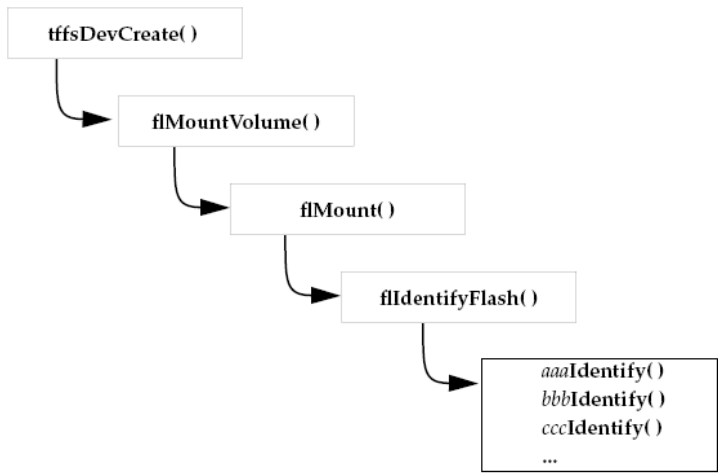 tffsDevCreate( )
flMountVolume( )
flMount( )
flIdentifyFlash( )
aaaIdentify( )
bbbIdentify( )
cccIdentify( )
...